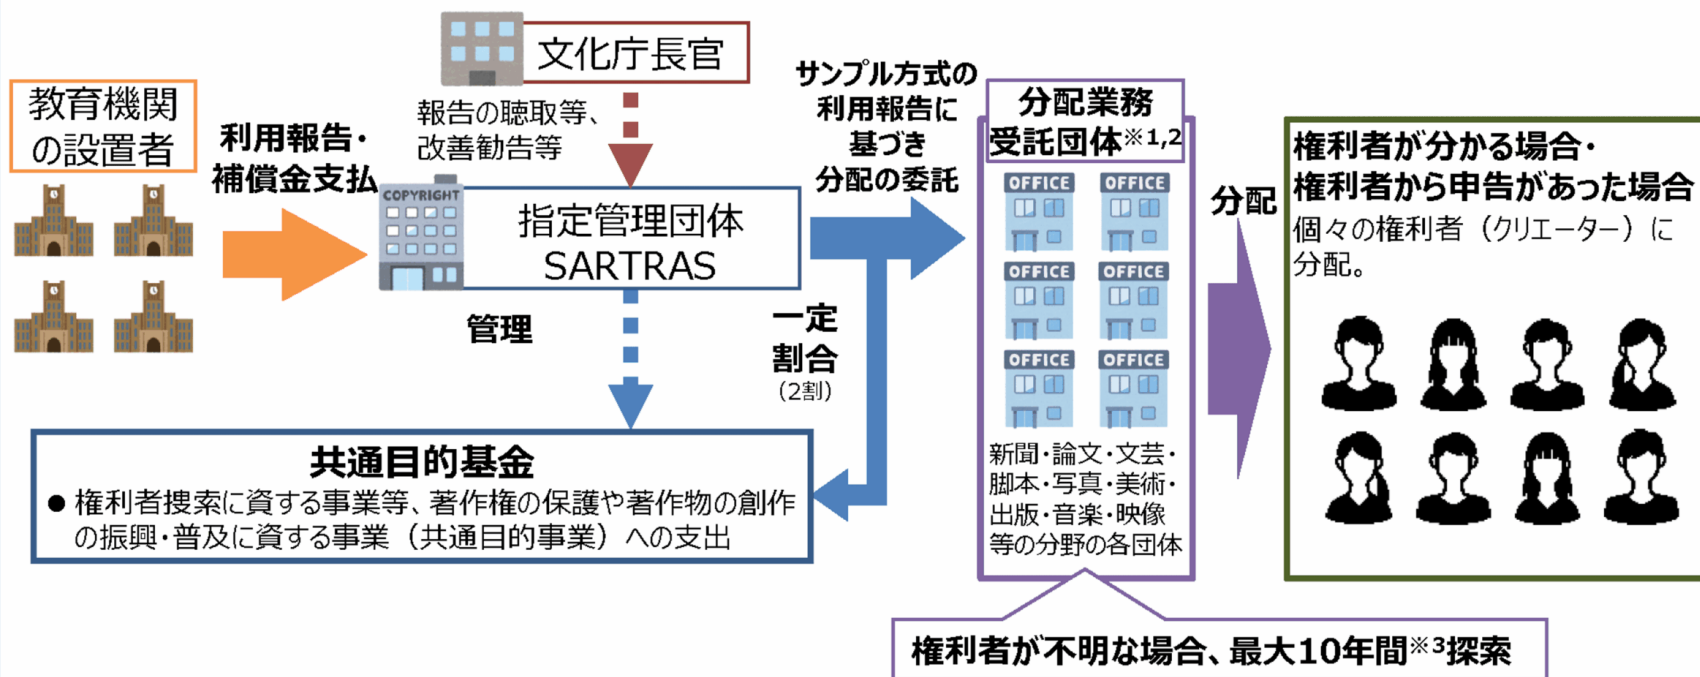 文化庁長官
報告の聴取等、
改善勧告等
教育機関
の設置者
利用報告・
補償金支払
COPYRIGHT
指定管理団体
SARTRAS
サンプル方式の
利用報告に
基づき
分配の委託
管理
一定
割合
(2割)
共通目的基金
● 権利者捜索に資する事業等、著作権の保護や著作物の創作
の振興・普及に資する事業（共通目的事業）への支出
分配業務
受託団体※1,2
OFFICE
OFFICE
OFFICE
OFFICE
OFFICE
OFFICE
新聞・論文・文芸・
脚本・写真・美術・
出版・音楽・映像
等の分野の各団体
分配
権利者が分かる場合・
権利者から申告があった場合
個々の権利者（クリエーター）に
分配。
権利者が不明な場合、最大10年間※3探索